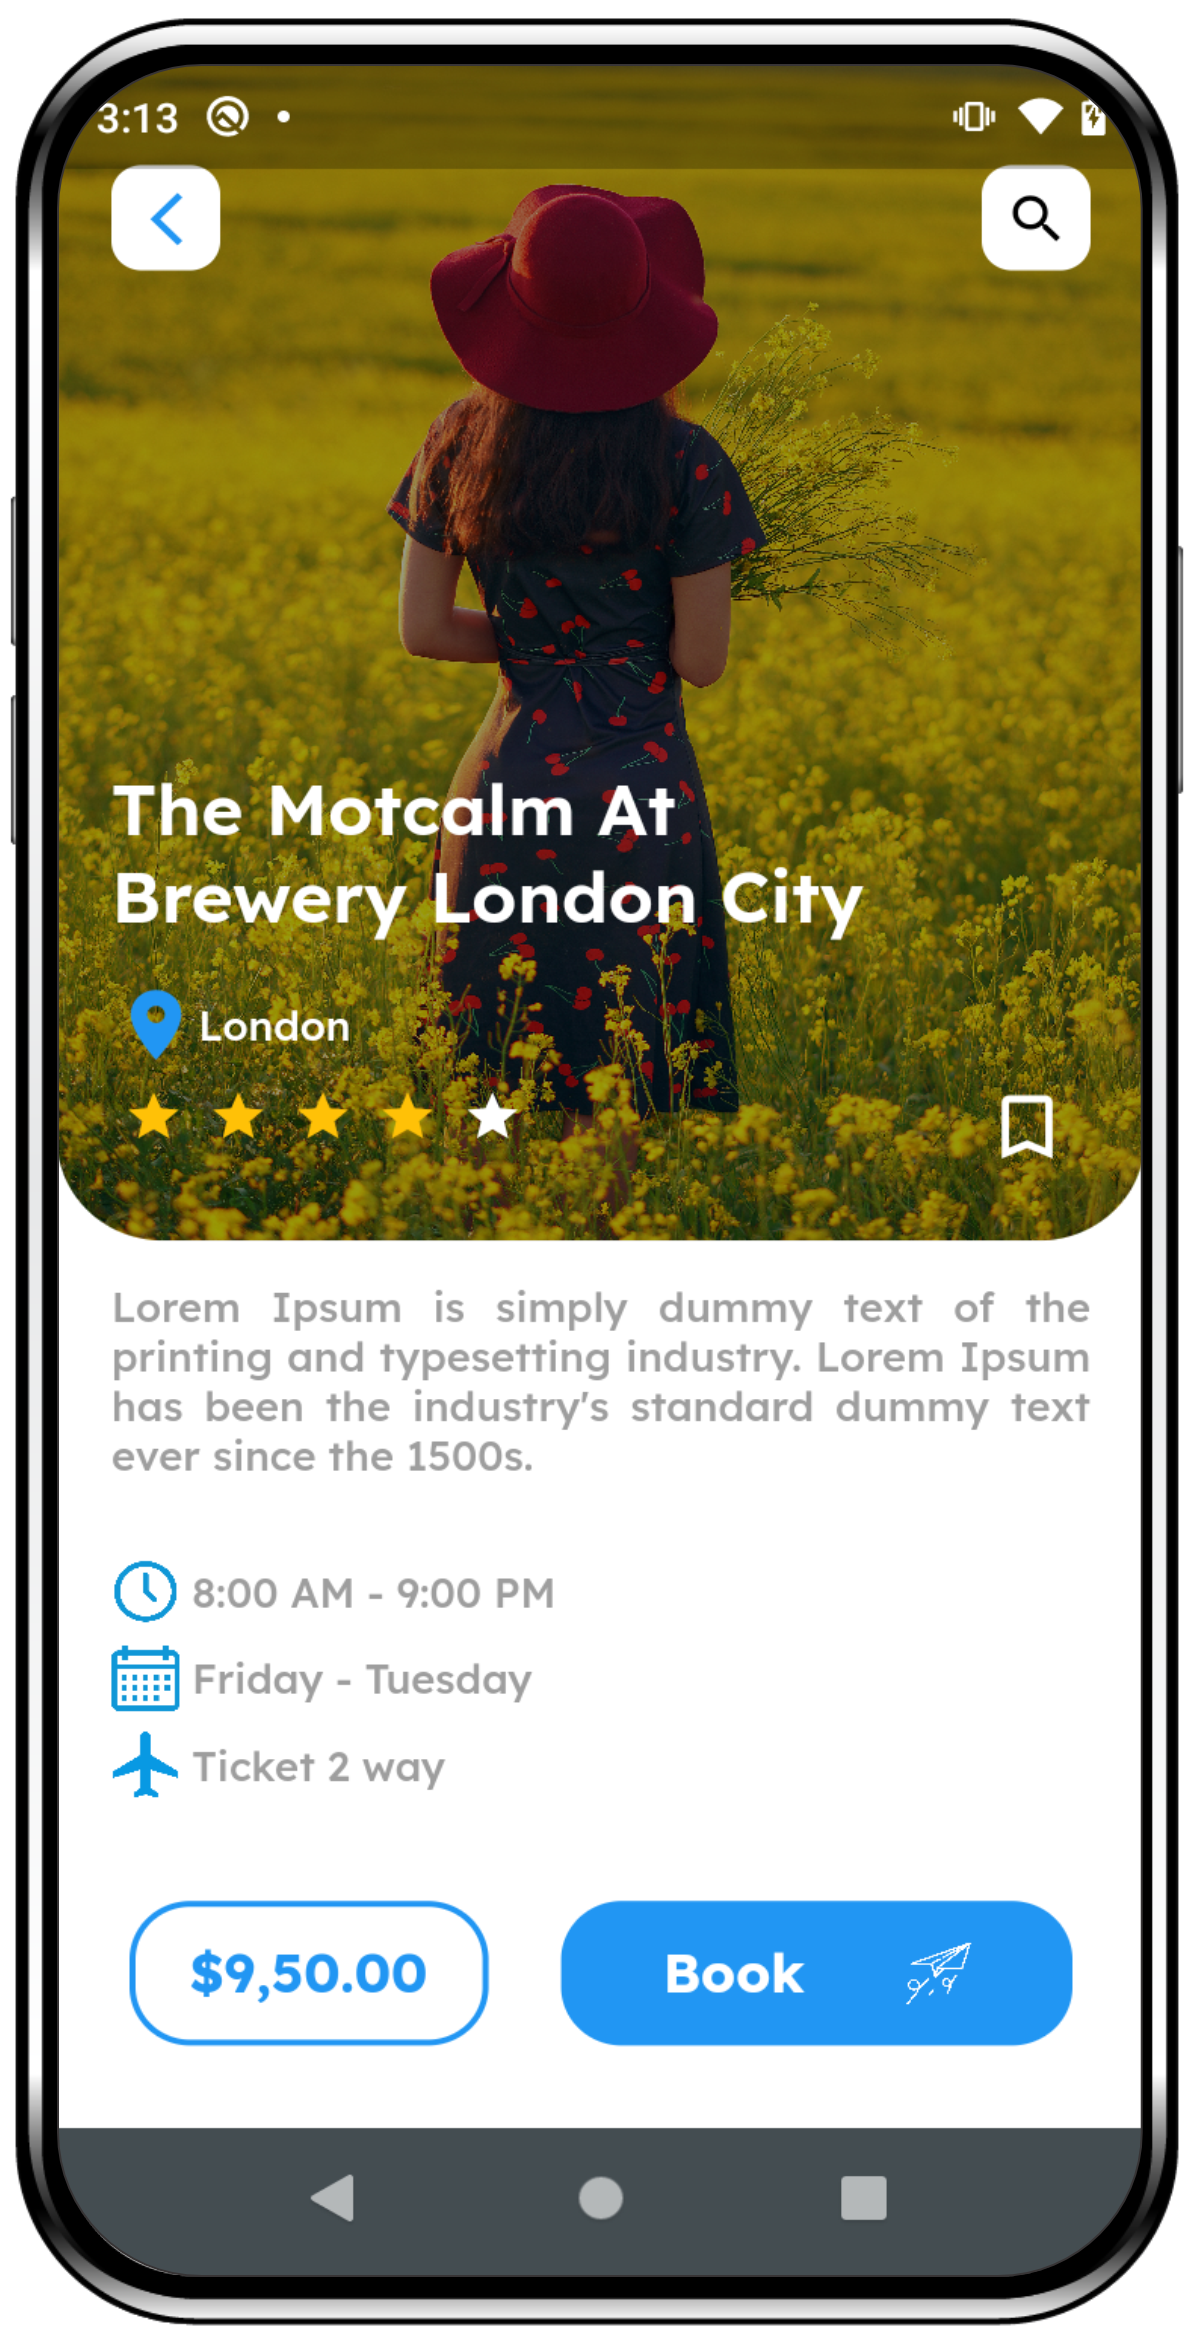 3:13
The Motcalm At
Brewery London City
London
Lorem Ipsum is simply dummy text of the
printing and typesetting industry. Lorem Ipsum
has been the industry's standard dummy text
ever since the 1500s.
8:00 AM - 9:00 PM
Friday - Tuesday
Ticket 2 way
$9,50.00
Book